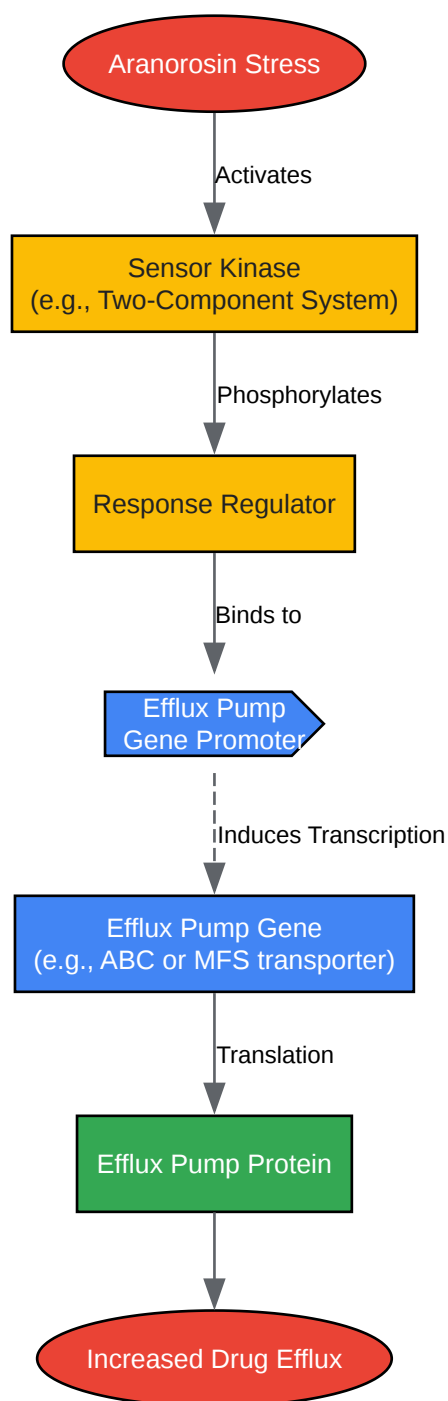 Aranorosin Stress
Activates
Sensor Kinase
(e.g., Two-Component System)
Phosphorylates
Response Regulator
Binds to
Efflux Pump
Gene Promoter
Induces Transcription
Efflux Pump Gene
(e.g., ABC or MFS transporter)
Translation
Efflux Pump Protein
Increased Drug Efflux